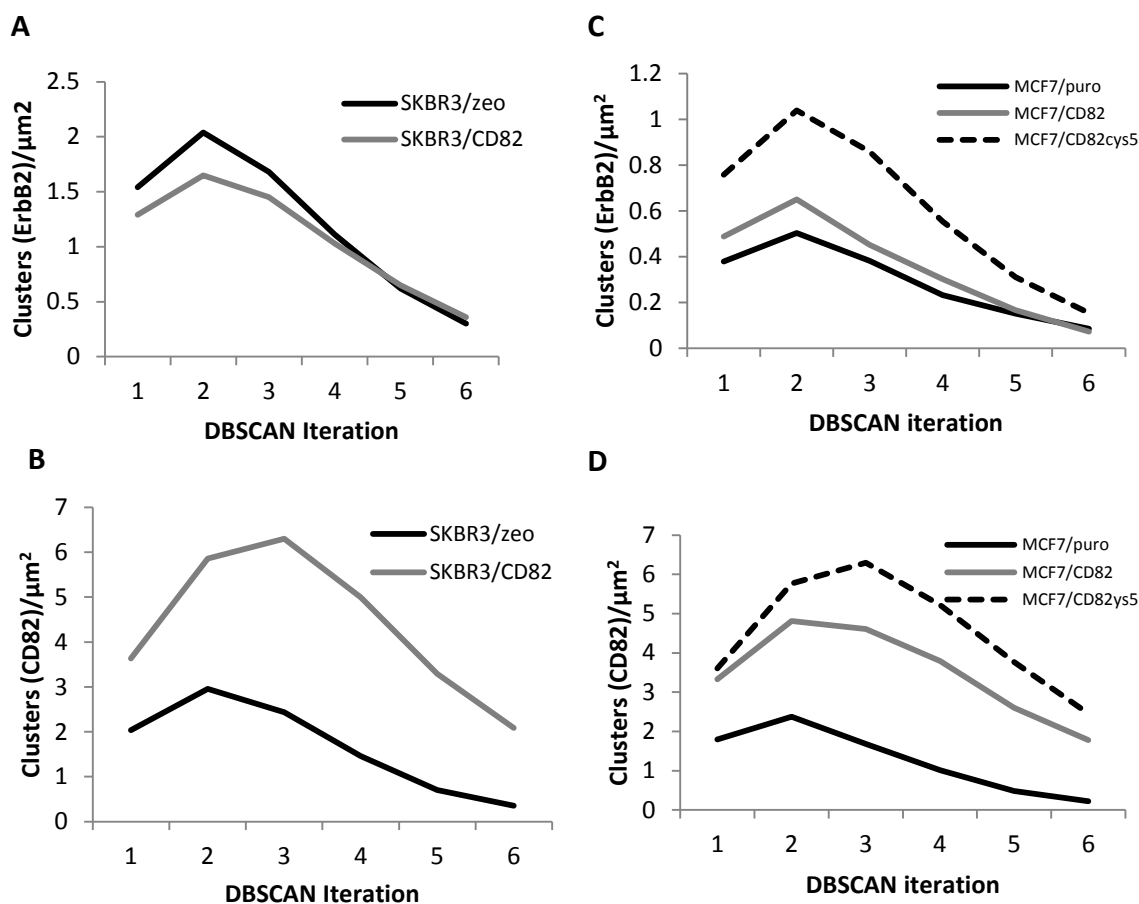 A
Clusters (ErbB2)/µm2
2.5
2
1.5
1
0.5
0
SKBR3/zeo
SKBR3/CD82
1 2 3 4 5 6
DBSCAN Iteration
B
Clusters (CD82)/µm²
7
6
5
4
3
2
1
0
SKBR3/zeo
SKBR3/CD82
1 2 3 4 5 6
DBSCAN Iteration
C
Clusters (ErbB2)/µm²
1.2
1
0.8
0.6
0.4
0.2
0
MCF7/puro
MCF7/CD82
MCF7/CD82cys5
1 2 3 4 5 6
DBSCAN iteration
D
Clusters (CD82)/µm²
7
6
5
4
3
2
1
0
MCF7/puro
MCF7/CD82
MCF7/CD82ys5
1 2 3 4 5 6
DBSCAN iteration